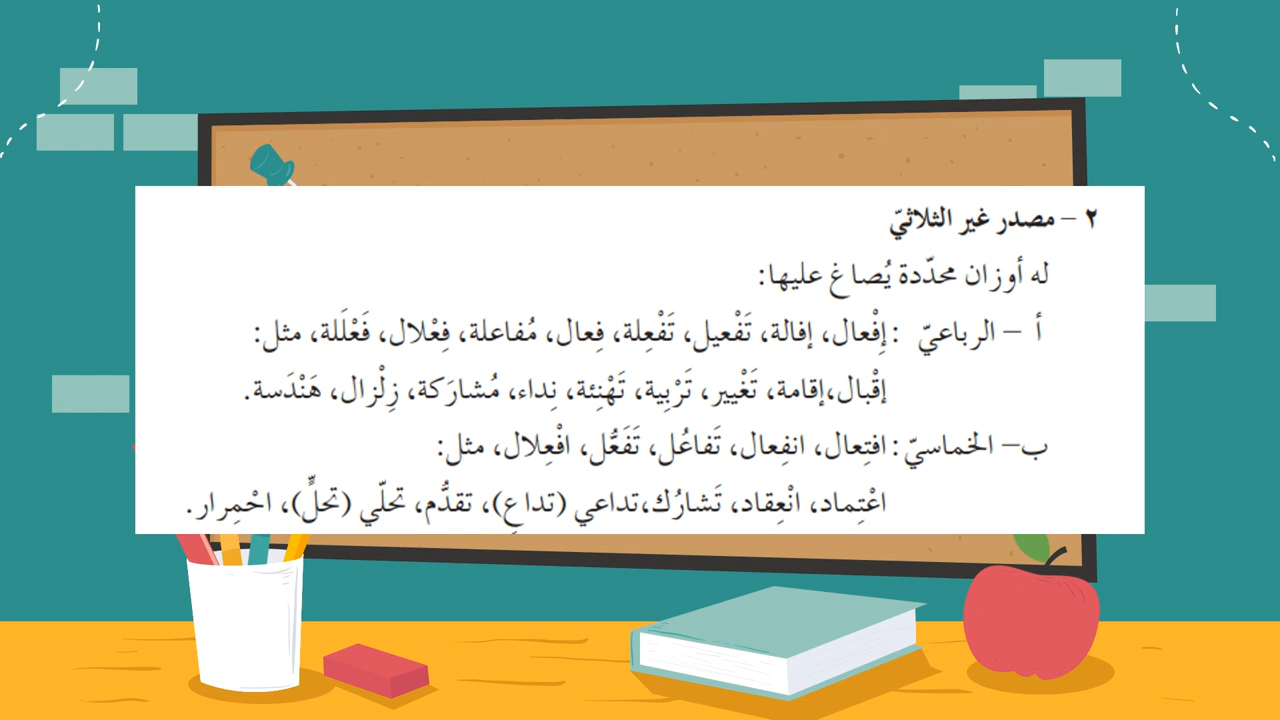 ٢ – مصدر غير الثلاثيّ
له أوزان محدّدة يُصاغ عليها:
أ – الرباعيّ : إِفْعال، إفالة، تَفْعيل، تَفْعِلة، فِعال، مُفاعلة، فِعْلال، فَعْلَلة، مثل:
إقْبال،إقامة، تَغْيير، تَرْبِية، تَهْنِئة، نِداء، مُشارَكة، زِلْزال، هَنْدَسة.
ب– الخماسيّ : افتِعال، انفِعال، تَفاعُل، تَفَعُّل، افْعِلال، مثل:
اعْتِماد، انْعِقاد، تَشارُك،تداعي (تداعٍ)، تقدُّم، تحلّي (تحلٍّ)، احْمِرار.